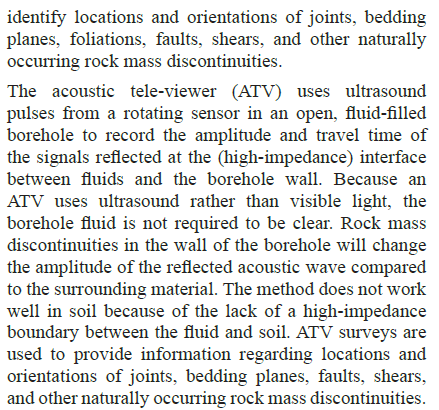 identify locations and orientations of joints, bedding
planes, foliations, faults, shears, and other naturally
occurring rock mass discontinuities.
The acoustic tele-viewer (ATV) uses ultrasound
pulses from a rotating sensor in an open, fluid-filled
borehole to record the amplitude and travel time of
the signals reflected at the (high-impedance) interface
between fluids and the borehole wall. Because an
ATV uses ultrasound rather than visible light, the
borehole fluid is not required to be clear. Rock mass
discontinuities in the wall of the borehole will change
the amplitude of the reflected acoustic wave compared
to the surrounding material. The method does not work
well in soil because of the lack of a high-impedance
boundary between the fluid and soil. ATV surveys are
used to provide information regarding locations and
orientations of joints, bedding planes, faults, shears,
and other naturally occurring rock mass discontinuities.